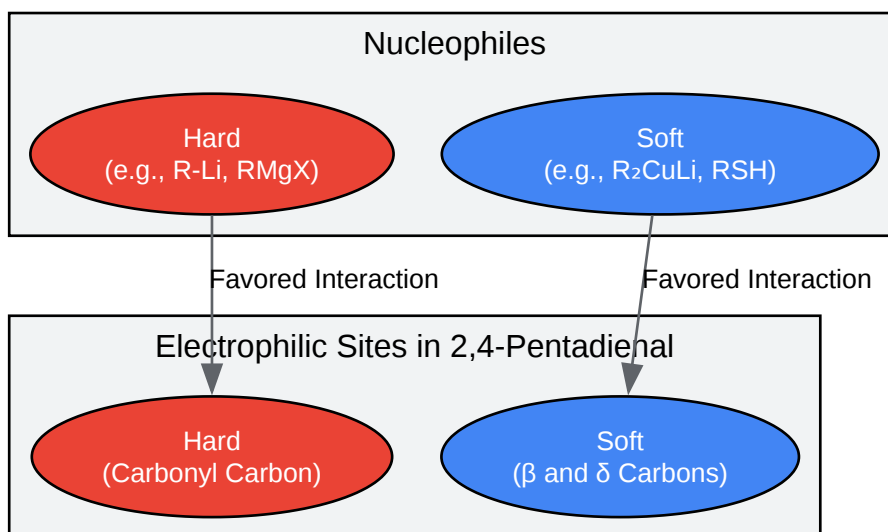 Nucleophiles
Hard
(e.g., R-Li, RMgX)
Soft
(e.g., R₂CuLi, RSH)
Favored Interaction
Favored Interaction
Electrophilic Sites in 2,4-Pentadienal
Hard
(Carbonyl Carbon)
Soft
(β and δ Carbons)